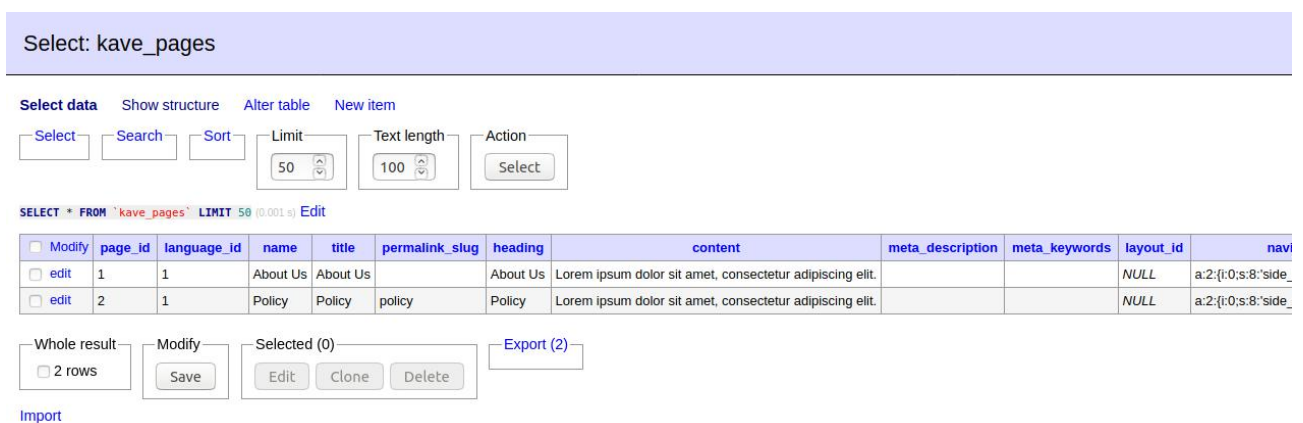 Select: kave_pages
Select data Show structure Alter table New item
Select Search Sort Limit Text length Action
50 100 Select
SELECT * FROM `kave_pages` LIMIT 50 (0.001 s) Edit
Modify page_id language_id name title permalink_slug heading content meta_description meta_keywords layout_id navi
edit 1 1 About Us About Us About Us Lorem ipsum dolor sit amet, consectetur adipiscing elit. NULL a:2:{i:0;s:8:'side_
edit 2 1 Policy Policy policy Policy Lorem ipsum dolor sit amet, consectetur adipiscing elit. NULL a:2:{i:0;s:8:'side_
Whole result Modify Selected (0) Export (2)
2 rows Save Edit Clone Delete
Import